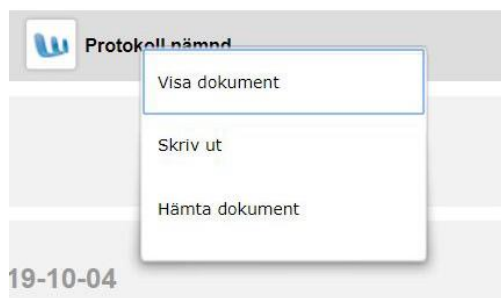 Protokoll nämnd
Visa dokument
Skriv ut
Hämta dokument
19-10-04